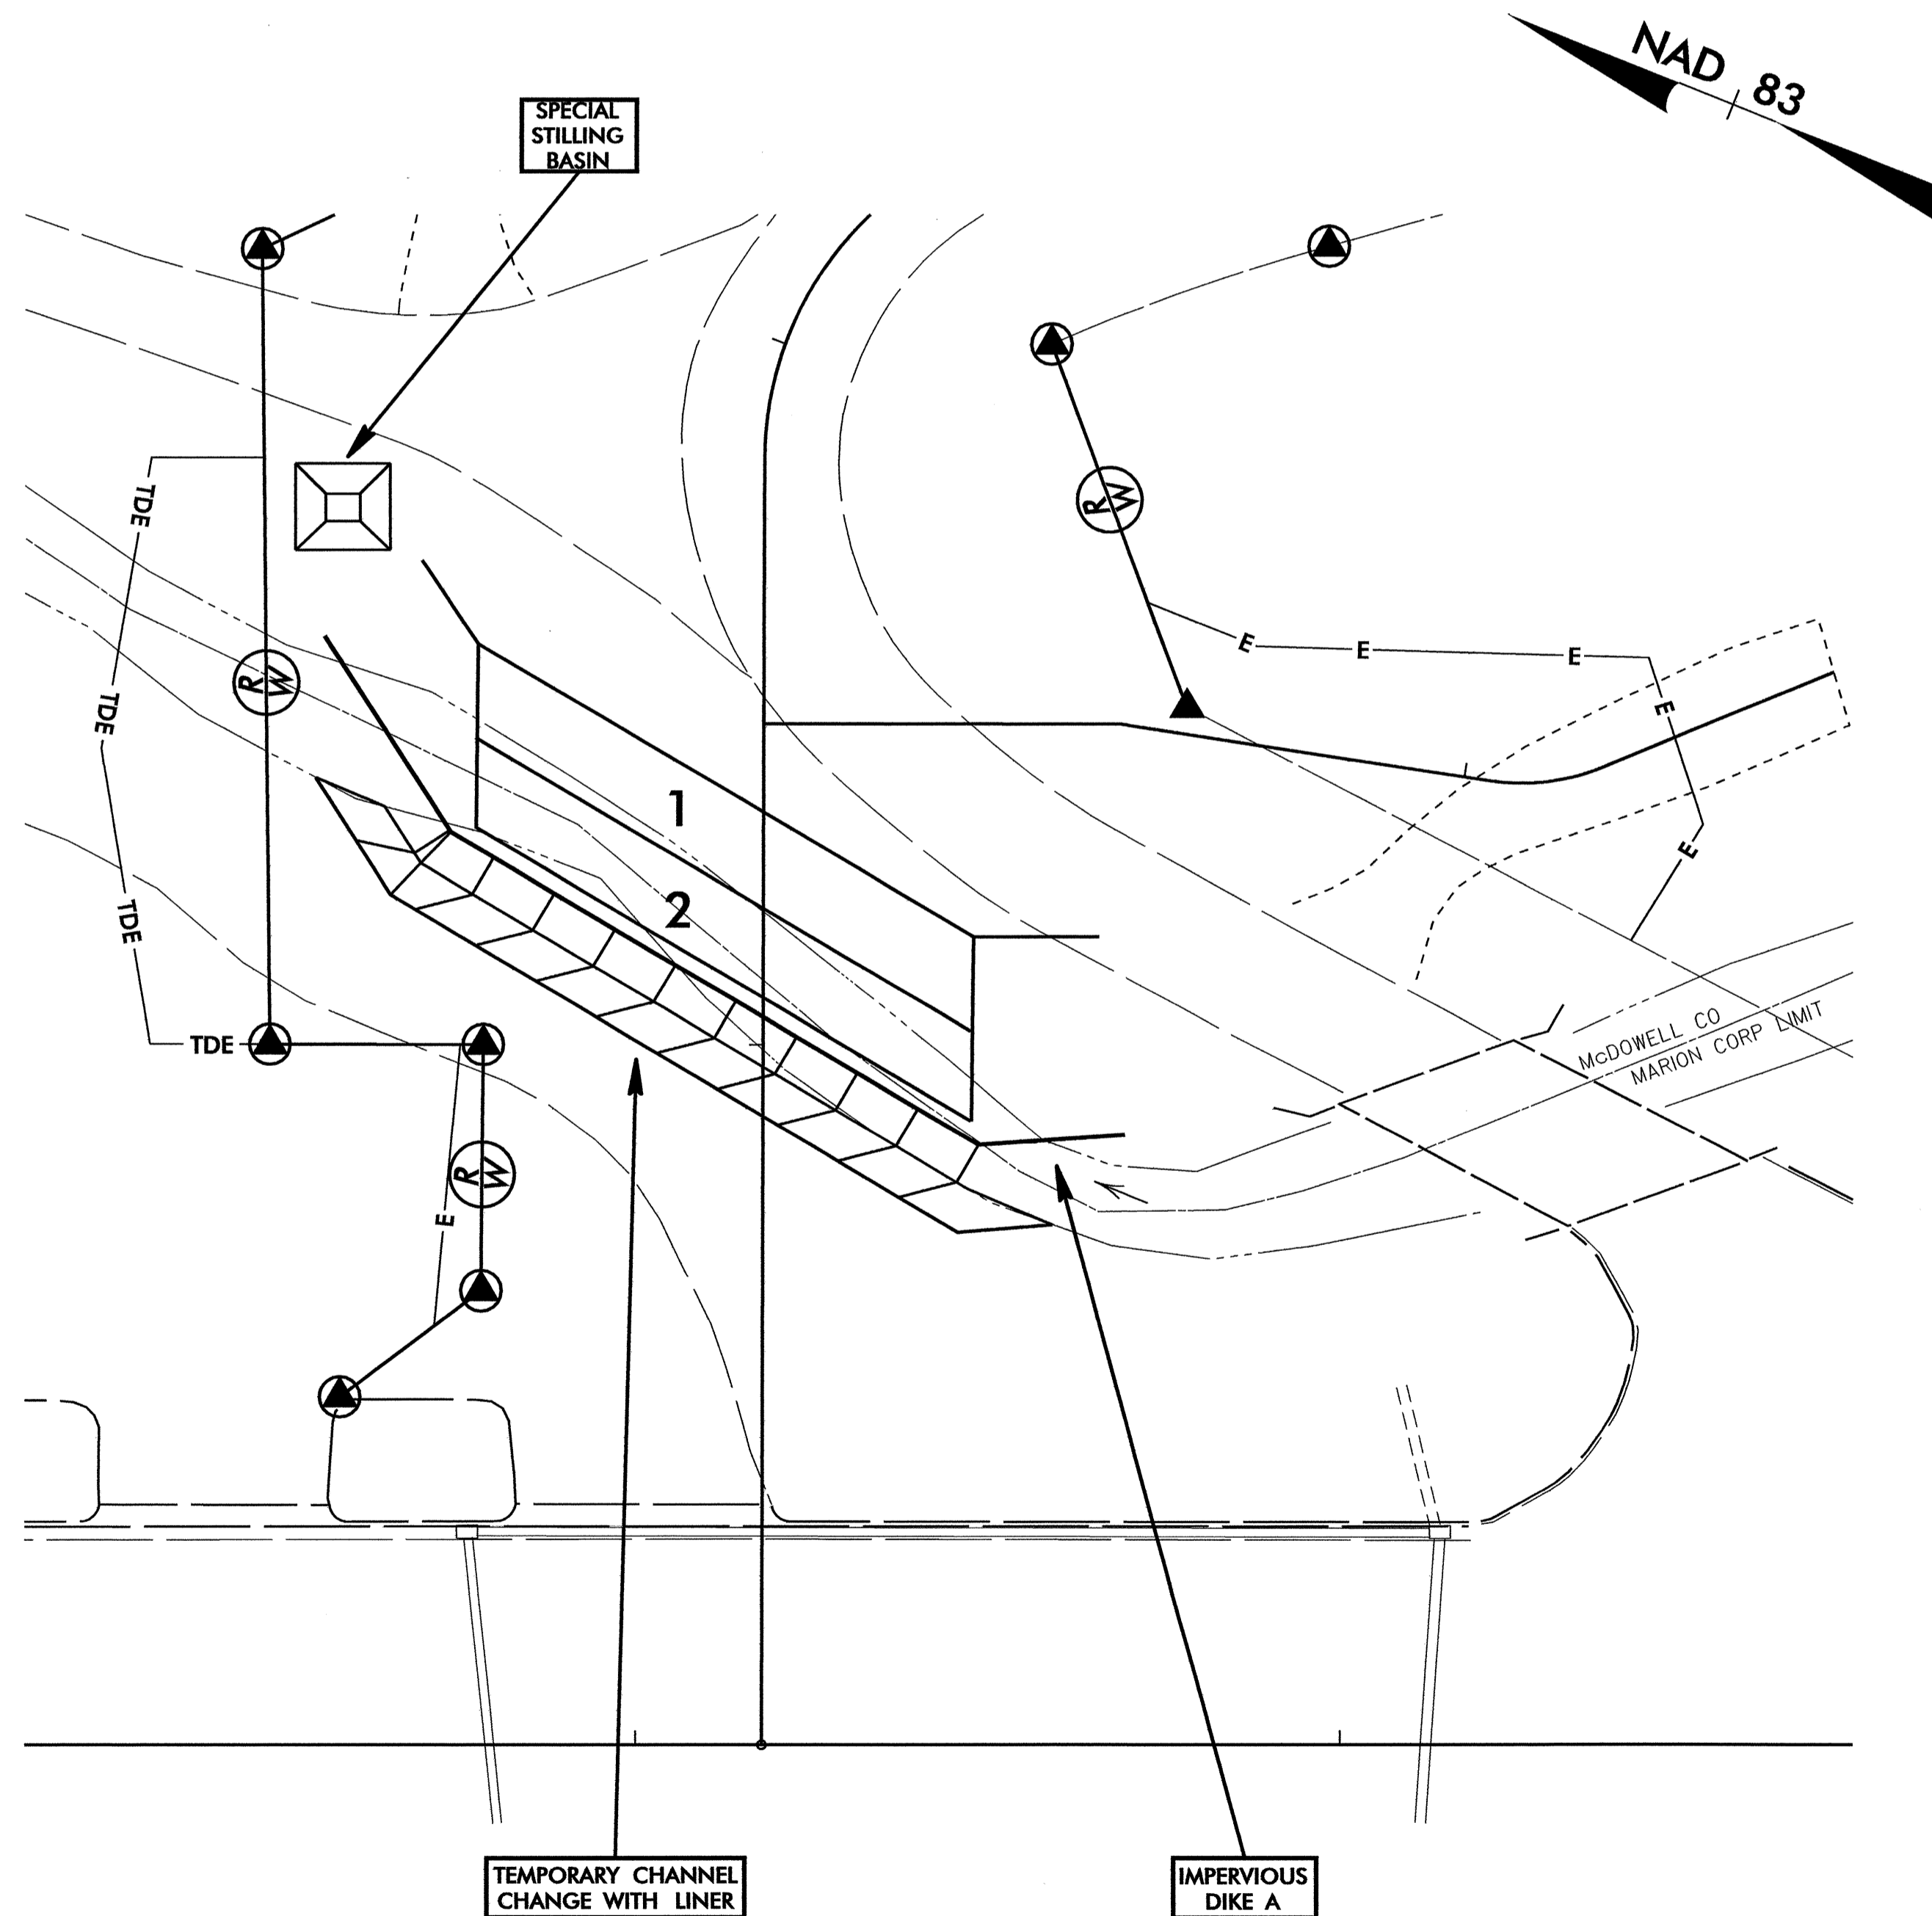 NAD 83
SPECIAL
STILLING
BASIN
R/W
TDE
E
E
E
R/W
TDE
E
1
E
2
TDE
McDOWELL CO
MARION CORP LIMIT
TDE
R/W
E
TEMPORARY CHANNEL
CHANGE WITH LINER
IMPERVIOUS
DIKE A